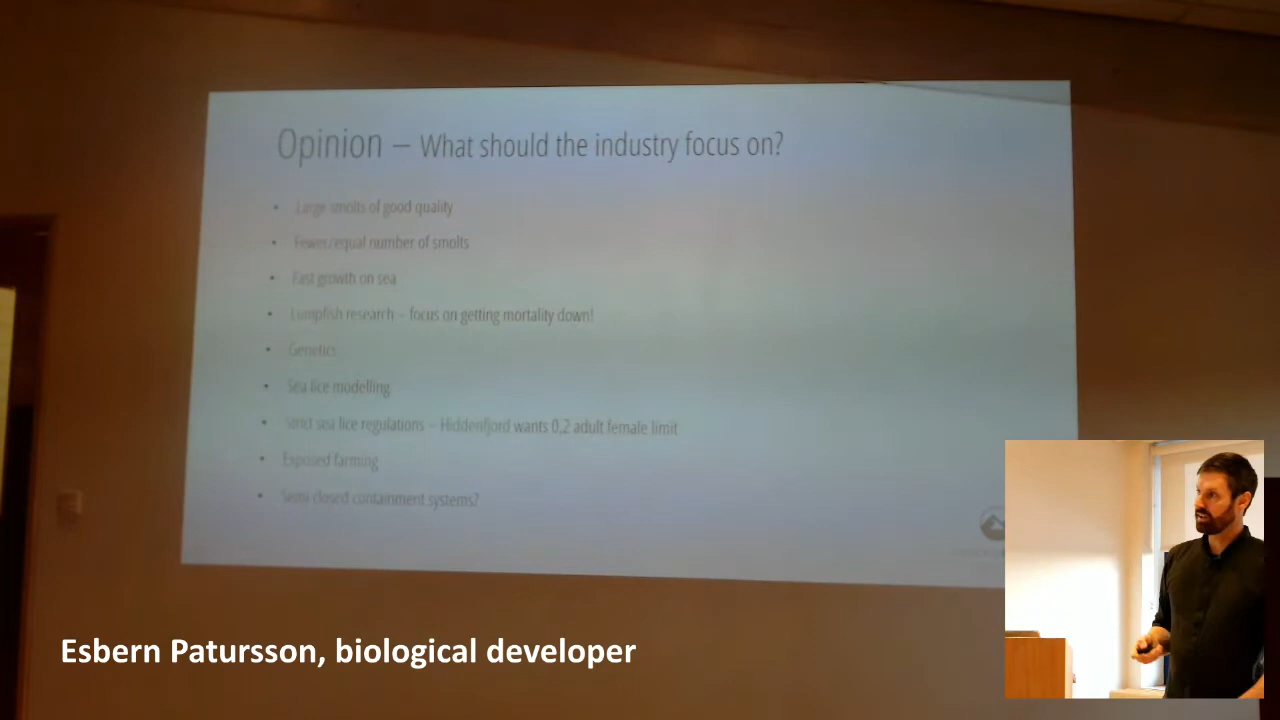 Opinion – What should the industry focus on?
• Large smolts of good quality
• Fewer/equal number of smolts
• Fast growth on sea
• Lumpfish research – focus on getting mortality down!
• Genetics
• Sea lice modelling
• Strict sea lice regulations – Hiddenfjord wants 0,2 adult female limit
• Exposed farming
• Semi closed containment systems?
Esbern Patursson, biological developer